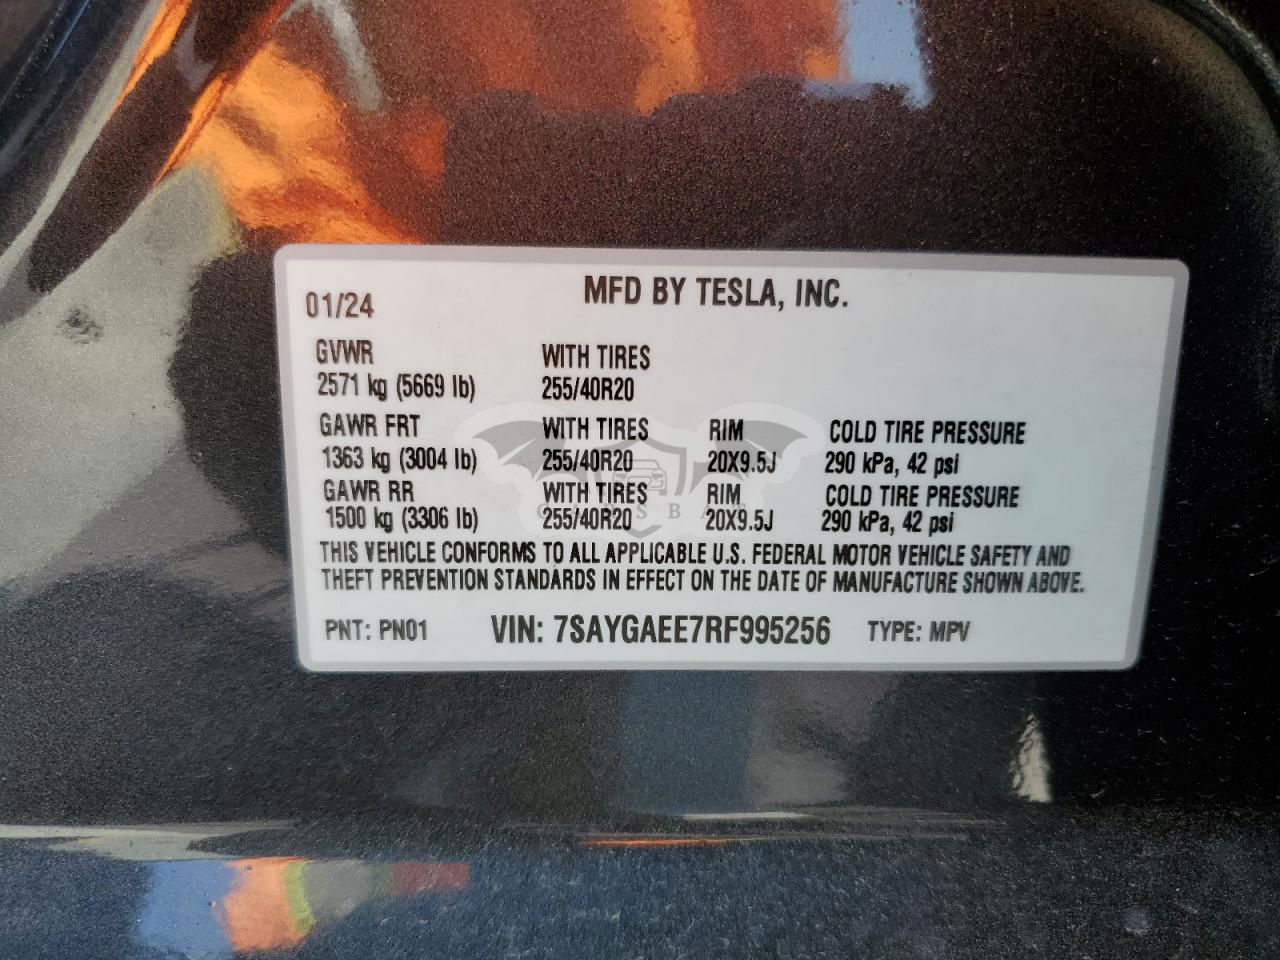 MFD BY TESLA, INC.
01/24
GVWR WITH TIRES
2571 kg (5669 lb) 255/40R20
GAWR FRT WITH TIRES RIM COLD TIRE PRESSURE
1363 kg (3004 lb) 255/40R20 20X9.5J 290 kPa, 42 psi
GAWR RR WITH TIRES RIM COLD TIRE PRESSURE
1500 kg (3306 lb) 255/40R20 20X9.5J 290 kPa, 42 psi
THIS VEHICLE CONFORMS TO ALL APPLICABLE U.S. FEDERAL MOTOR VEHICLE SAFETY AND
THEFT PREVENTION STANDARDS IN EFFECT ON THE DATE OF MANUFACTURE SHOWN ABOVE.
PNT: PN01 VIN: 7SAYGAEE7RF995256 TYPE: MPV